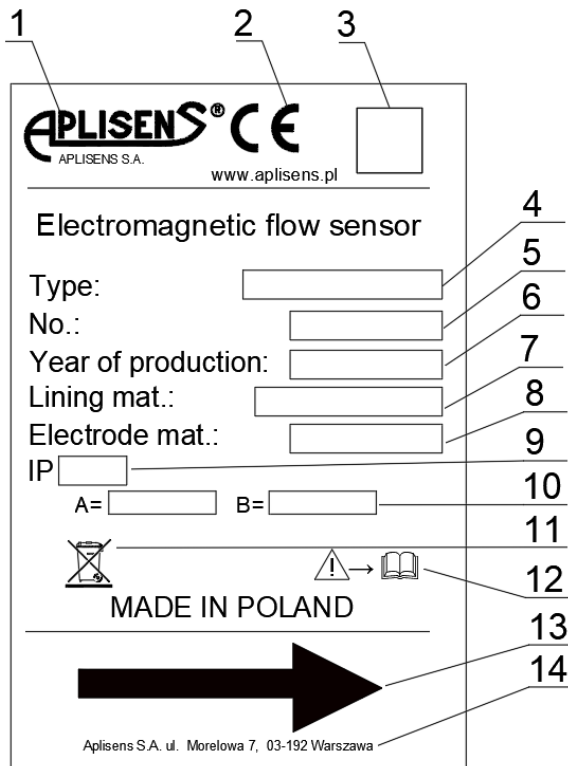 1 2 3
APLISENS® CE
APLISENS S.A.
www.aplisens.pl
Electromagnetic flow sensor
4
Type:
5
No.:
6
Year of production:
7
Lining mat.:
8
Electrode mat.:
9
IP
10
A= B=
11
12
MADE IN POLAND
13
14
Aplisens S.A. ul. Morelowa 7, 03-192 Warszawa